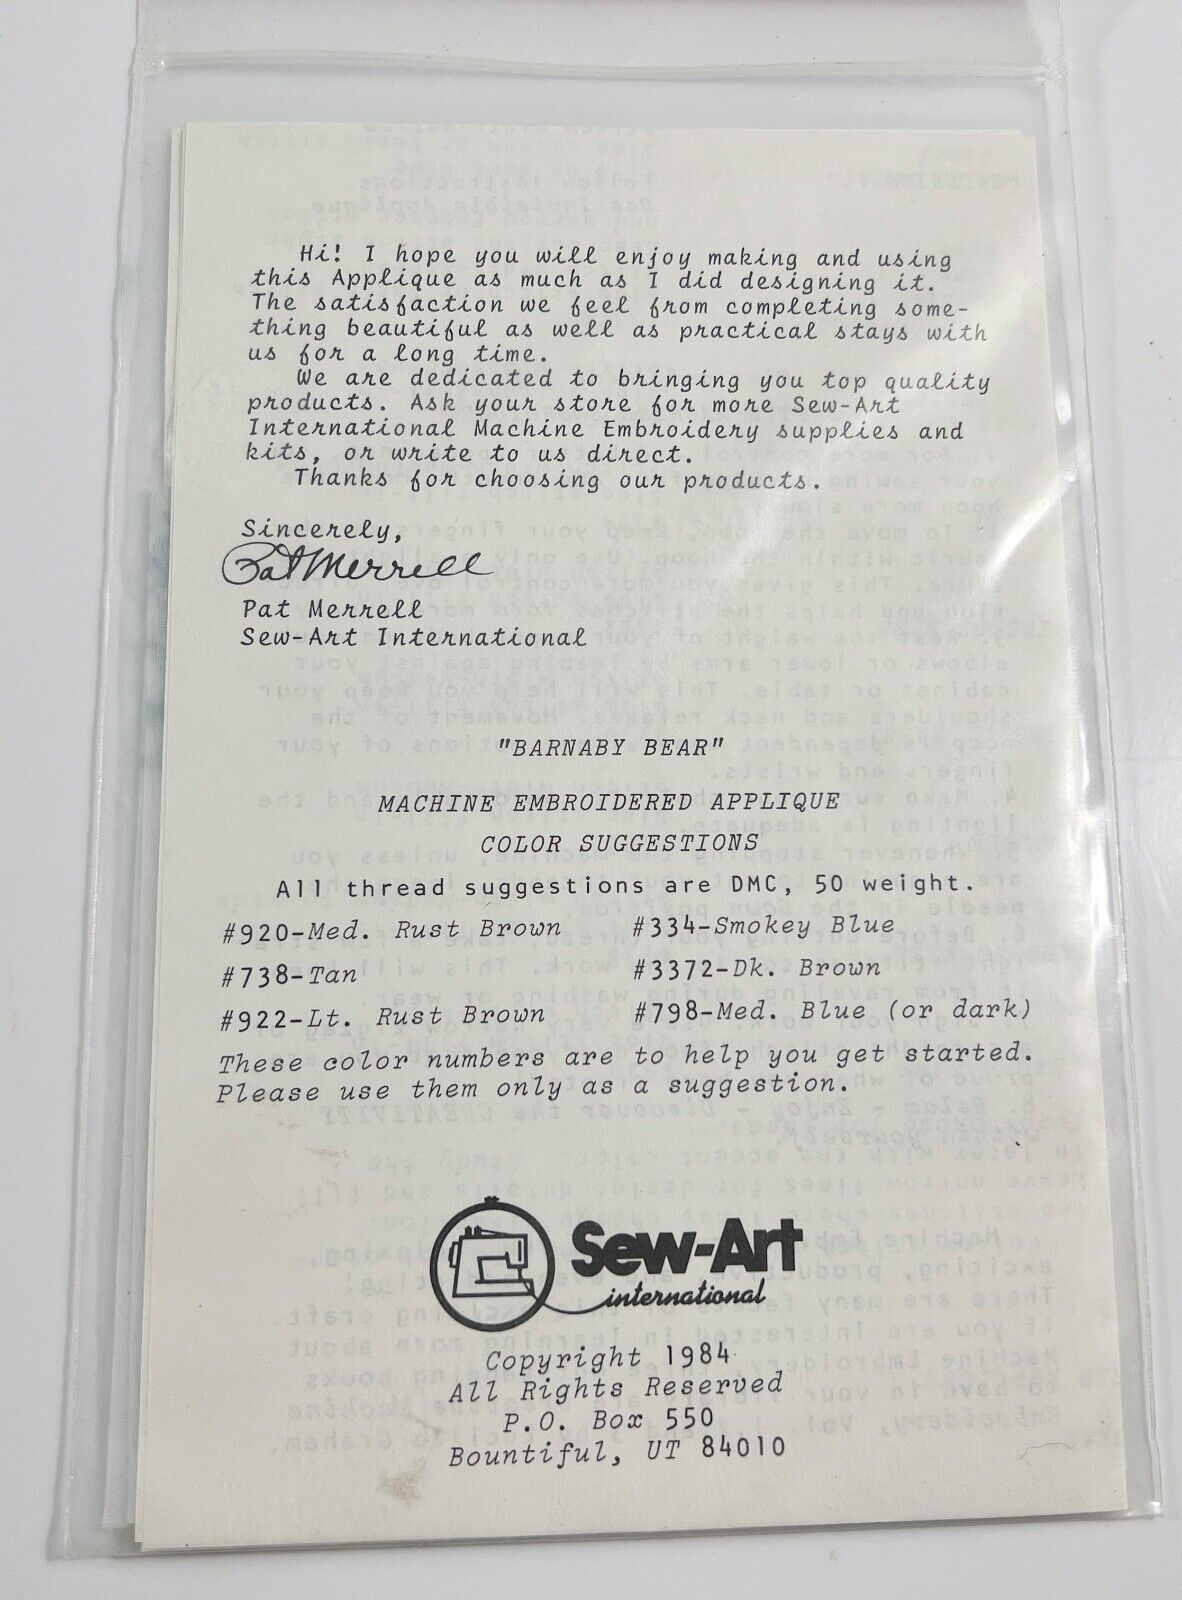 Hi! I hope you will enjoy making and using
this Applique as much as I did designing it.
The satisfaction we feel from completing some-
thing beautiful as well as practical stays with
us for a long time.
We are dedicated to bringing you top quality
products. Ask your store for more Sew-Art
International Machine Embroidery supplies and
kits, or write to us direct.
Thanks for choosing our products.
Sincerely,
Pat Merrell
Pat Merrell
Sew-Art International
"BARNABY BEAR"
MACHINE EMBROIDERED APPLIQUE
COLOR SUGGESTIONS
All thread suggestions are DMC, 50 weight.
#920-Med. Rust Brown #334-Smokey Blue
#738-Tan #3372-Dk. Brown
#922-Lt. Rust Brown #798-Med. Blue (or dark)
These color numbers are to help you get started.
Please use them only as a suggestion.
Sew-Art
international
Copyright 1984
All Rights Reserved
P.O. Box 550
Bountiful, UT 84010